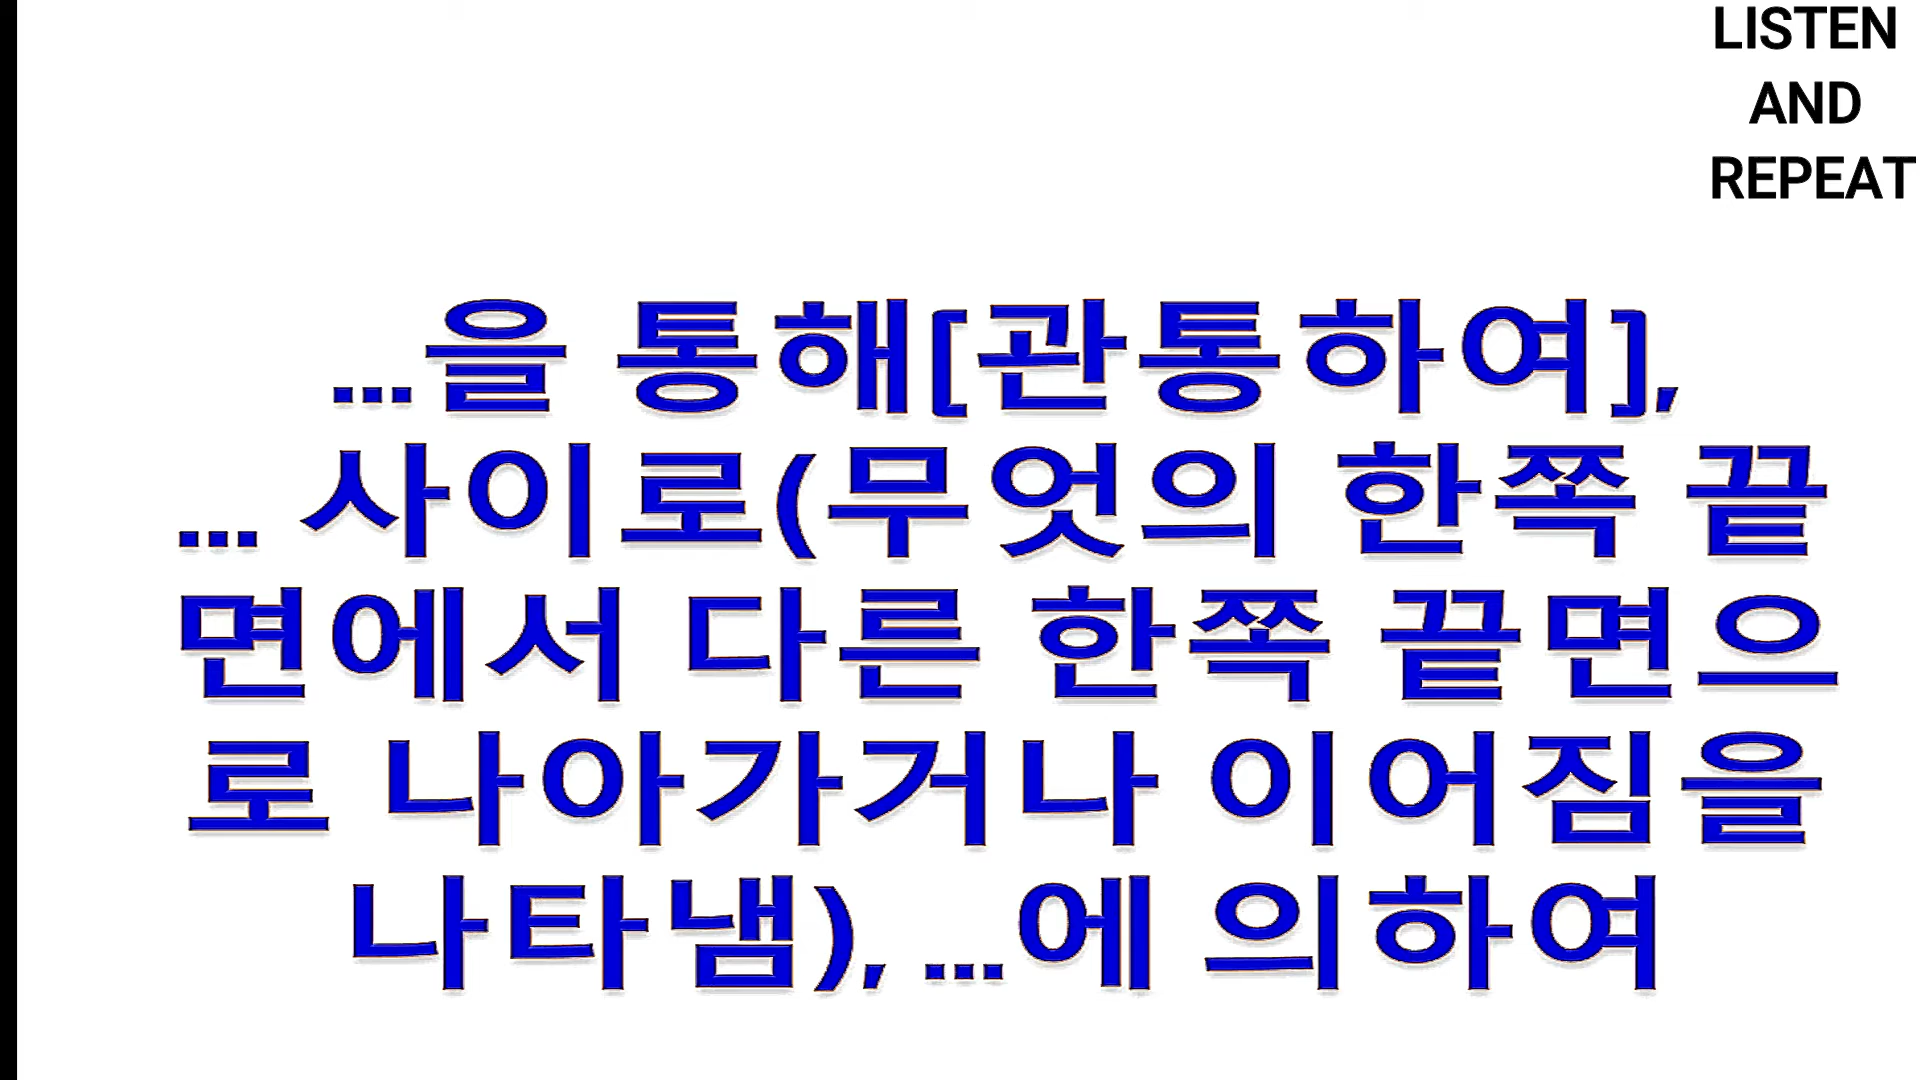 LISTEN
AND
REPEAT
...을 통해[관통하여],
... 사이로(무엇의 한쪽 끝
면에서 다른 한쪽 끝면으
로 나아가거나 이어짐을
나타냄), ...에 의하여